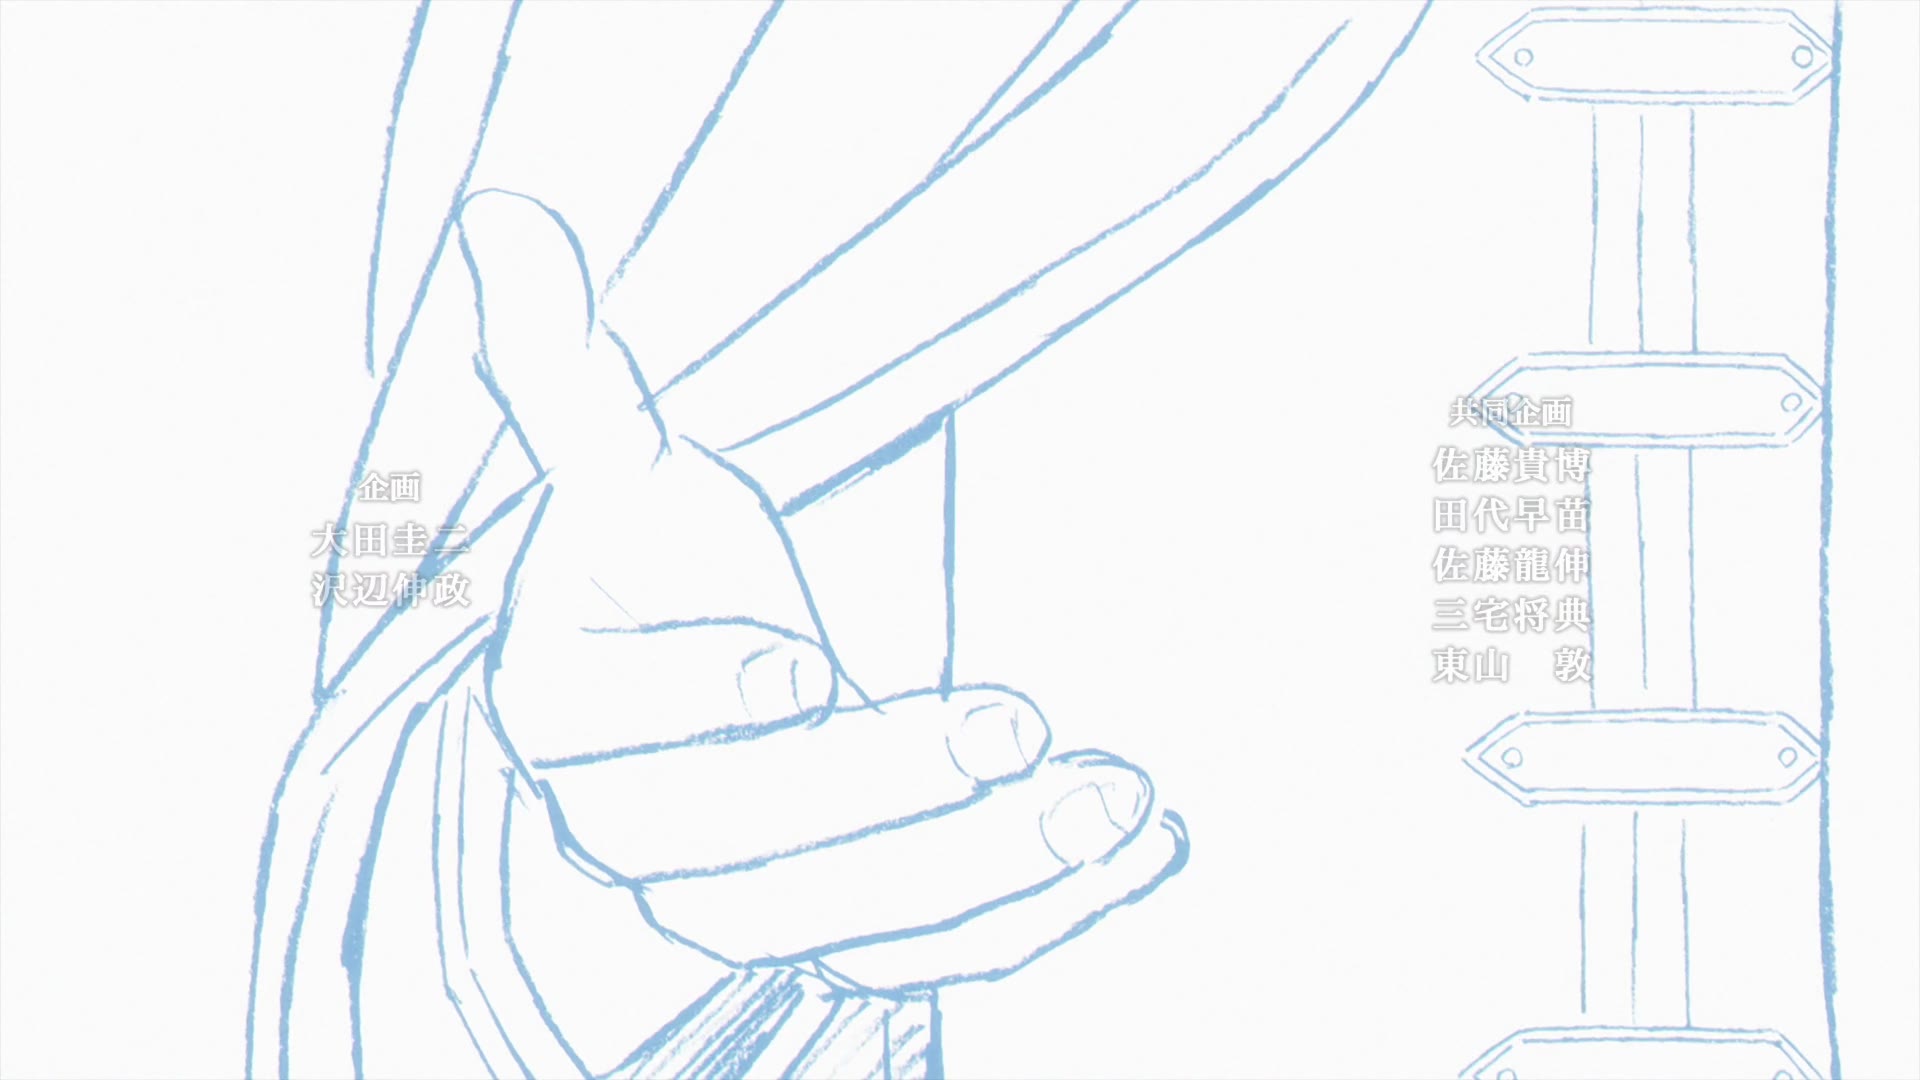 企画
大田圭二
沢辺伸政
共同企画
佐藤貴博
田代早苗
佐藤龍伸
三宅将典
東山　敦